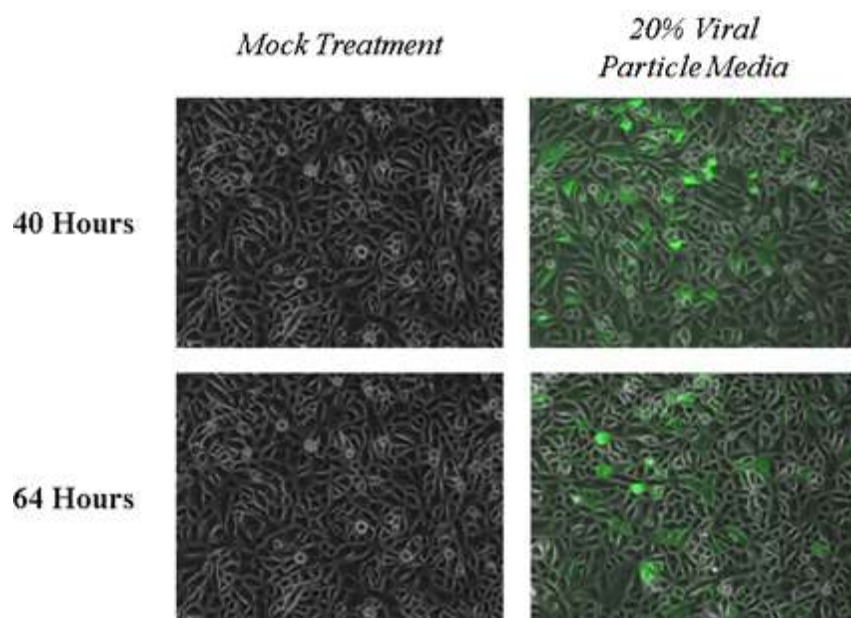 Mock Treatment
20% Viral
Particle Media
40 Hours
64 Hours